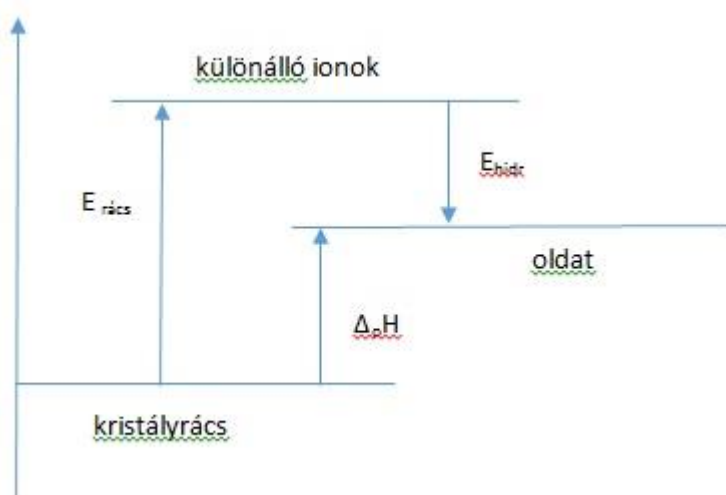 különálló ionok
E hidr
E rács
oldat
ΔoH
kristályrács